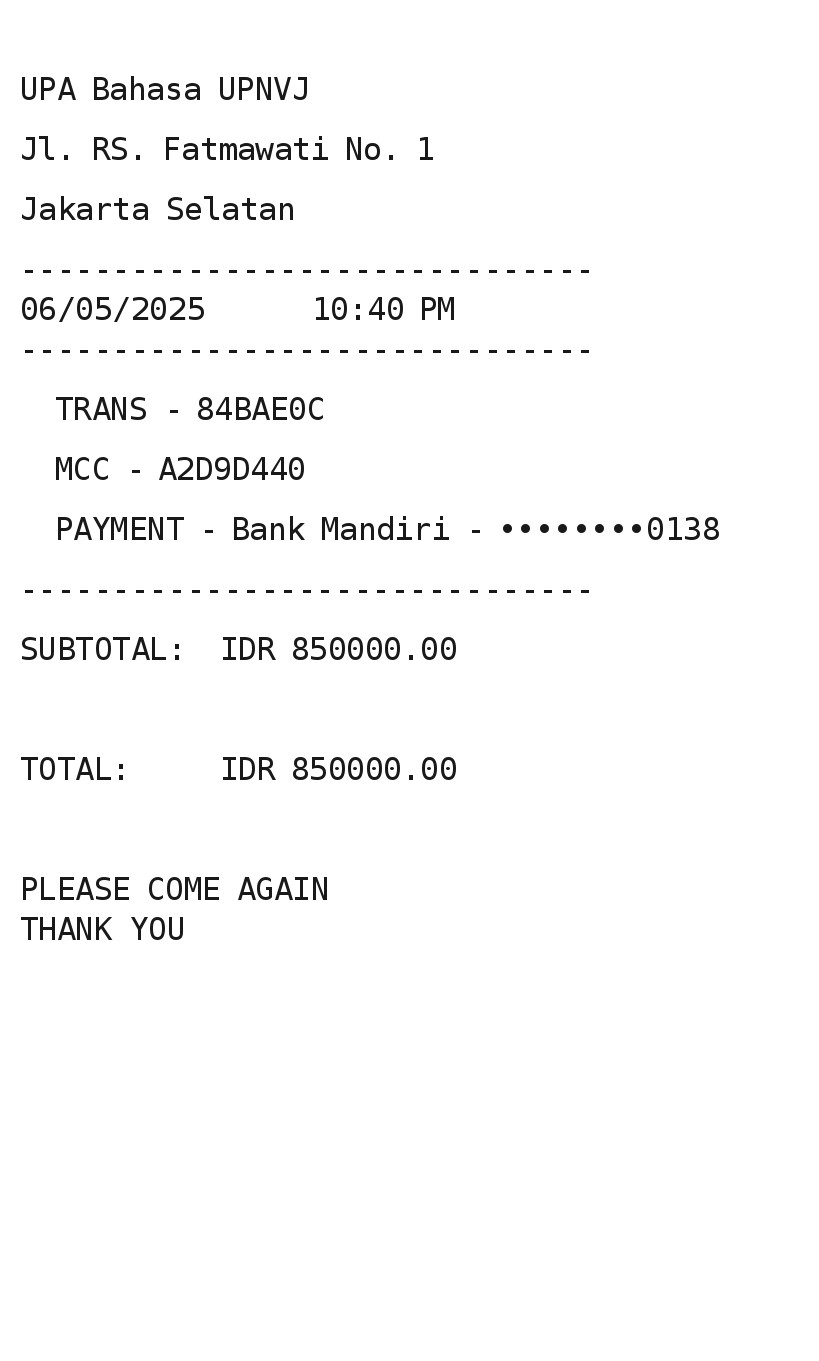 UPA Bahasa UPNVJ
Jl. RS. Fatmawati No. 1
Jakarta Selatan
-------------------------------
06/05/2025 10:40 PM
-------------------------------
TRANS - 84BAE0C
MCC - A2D9D440
PAYMENT - Bank Mandiri - ••••••••0138
-------------------------------
SUBTOTAL: IDR 850000.00
TOTAL: IDR 850000.00
PLEASE COME AGAIN
THANK YOU